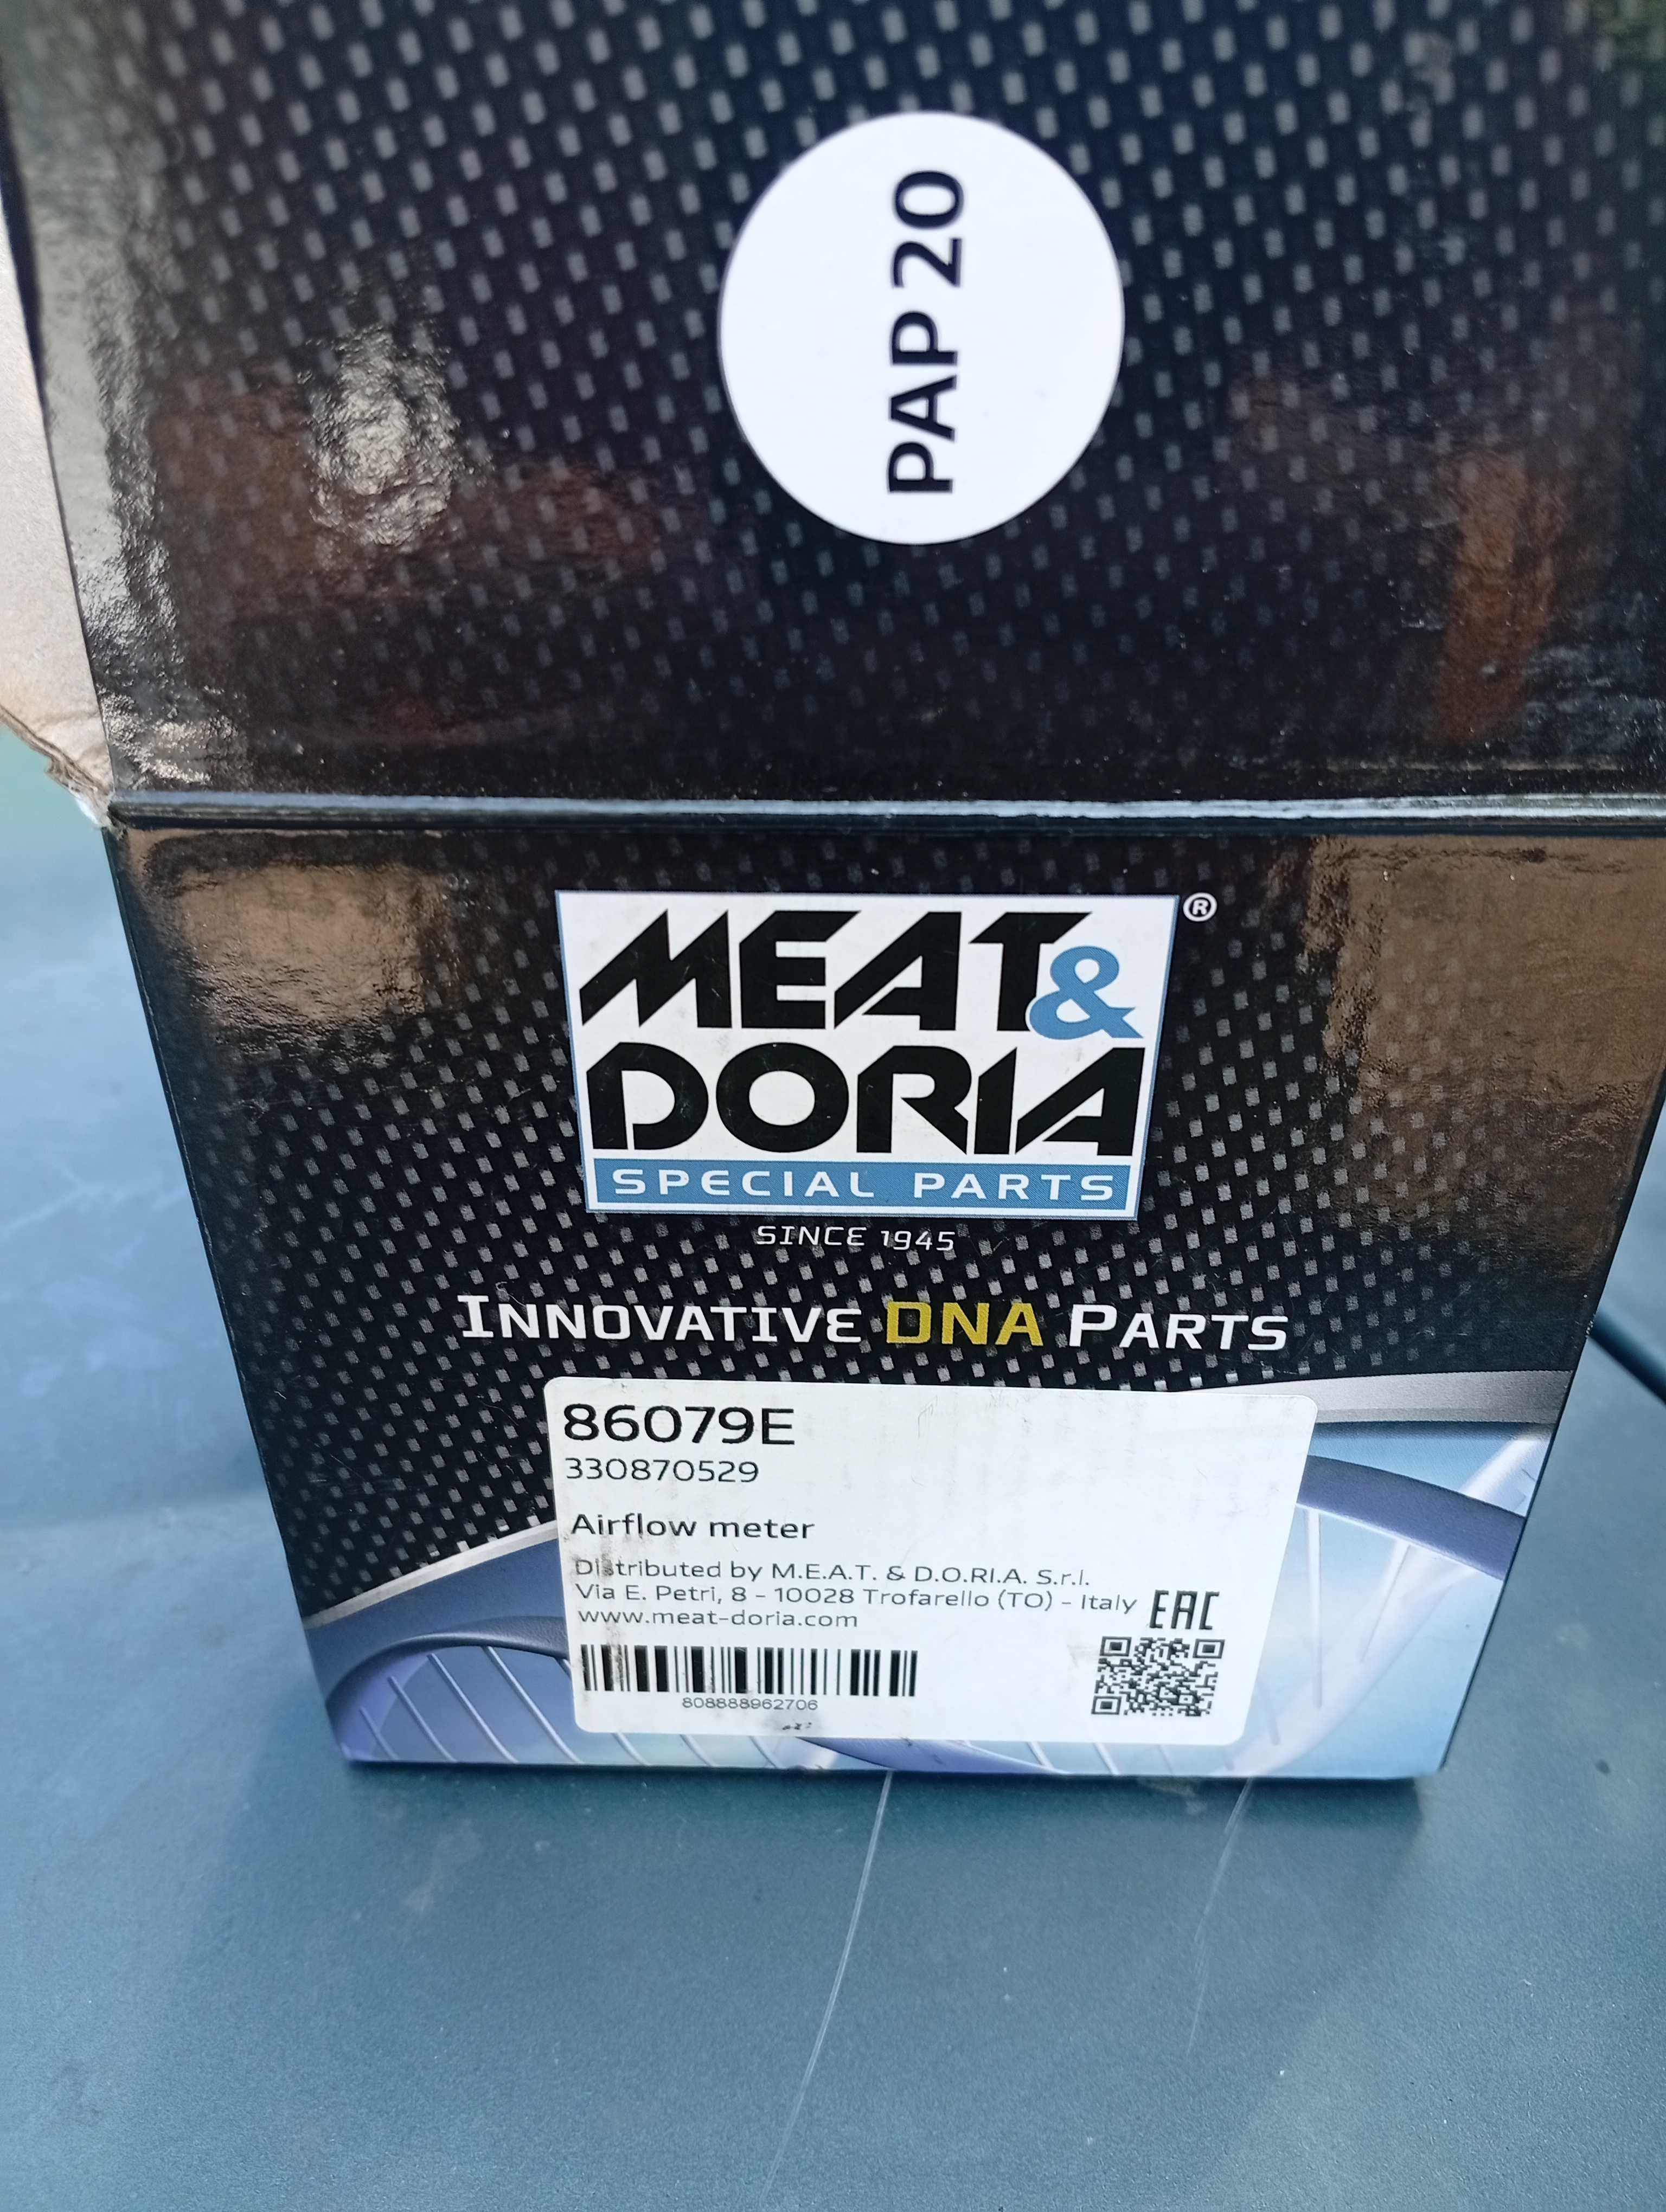 PAP 20
MEAT&
DORIA
®
SPECIAL PARTS
SINCE 1945
INNOVATIVE DNA PARTS
86079E
330870529
Airflow meter
Distributed by M.E.A.T. & D.O.RI.A. S.r.l.
Via E. Petri, 8 - 10028 Trofarello (TO) - Italy
EAC
www.meat-doria.com
808888962706